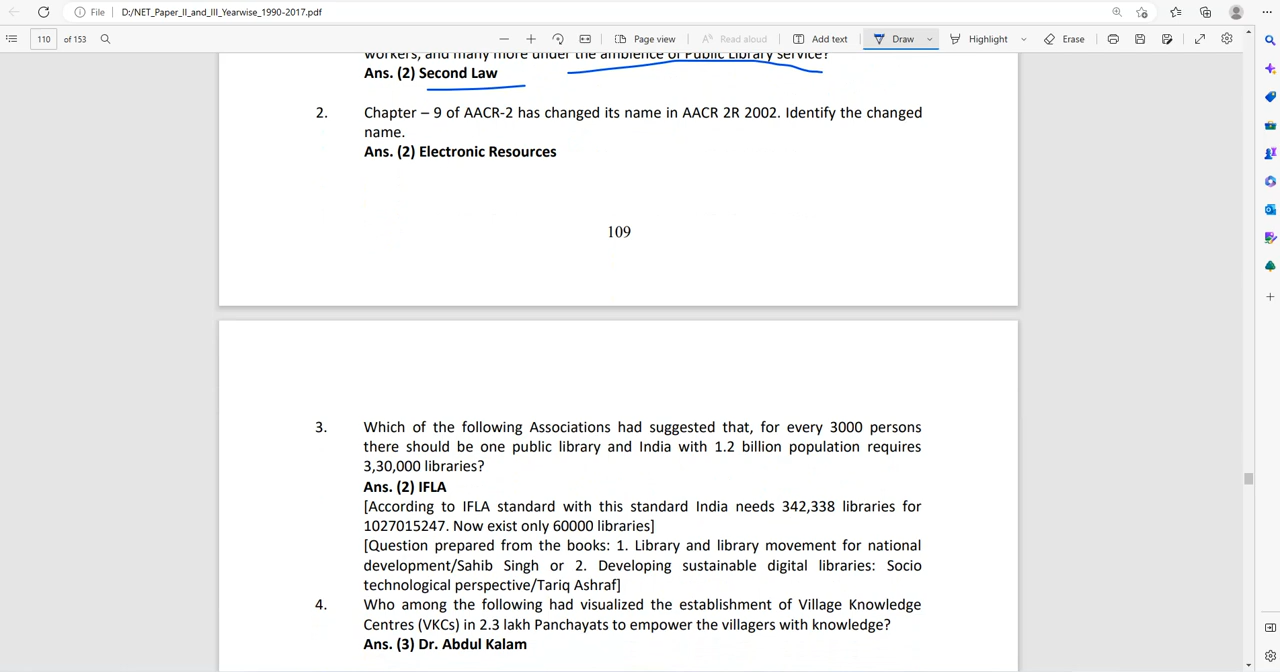 File D:/NET_Paper_II_and_III_Yearwise_1990-2017.pdf
110 of 153 Page view Read aloud Add text Draw Highlight Erase
workers, and many more under the ambience of Public Library service?
Ans. (2) Second Law
2. Chapter – 9 of AACR-2 has changed its name in AACR 2R 2002. Identify the changed
name.
Ans. (2) Electronic Resources
109
3. Which of the following Associations had suggested that, for every 3000 persons
there should be one public library and India with 1.2 billion population requires
3,30,000 libraries?
Ans. (2) IFLA
[According to IFLA standard with this standard India needs 342,338 libraries for
1027015247. Now exist only 60000 libraries]
[Question prepared from the books: 1. Library and library movement for national
development/Sahib Singh or 2. Developing sustainable digital libraries: Socio
technological perspective/Tariq Ashraf]
4. Who among the following had visualized the establishment of Village Knowledge
Centres (VKCs) in 2.3 lakh Panchayats to empower the villagers with knowledge?
Ans. (3) Dr. Abdul Kalam